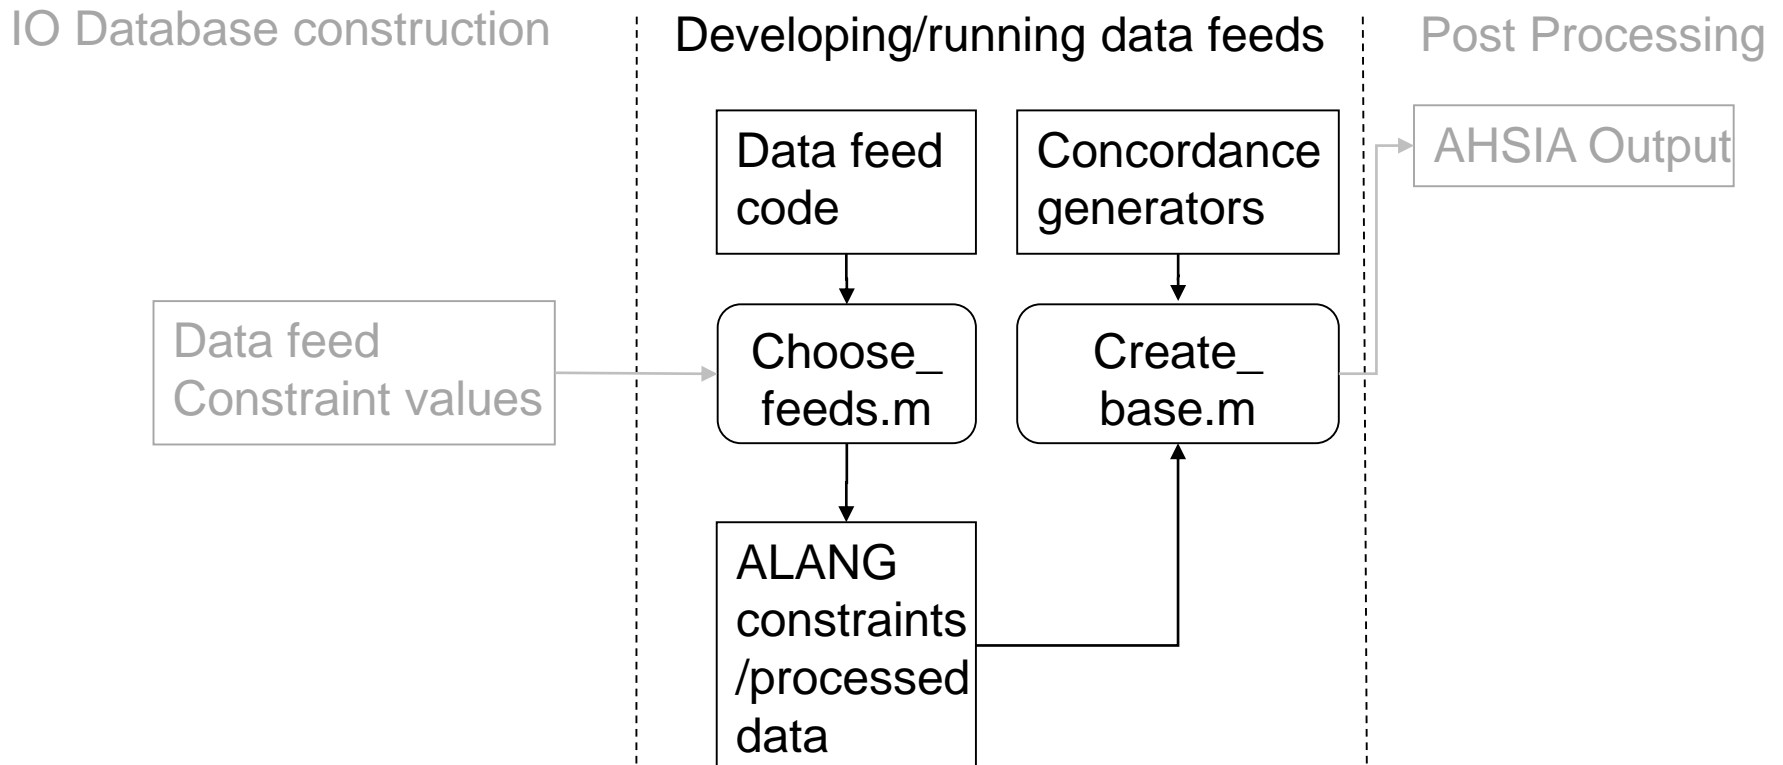 IO Database construction
Developing/running data feeds
Post Processing
Data feed
code
Concordance
generators
AHSIA Output
Data feed
Constraint values
Choose_
feeds.m
Create_
base.m
ALANG
constraints
/processed
data